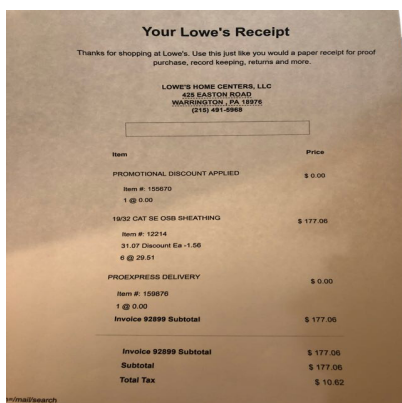 Your Lowe's Receipt
Thanks for shopping at Lowe's. Use this just like you would a paper receipt for proof
purchase, record keeping, returns and more.
LOWE'S HOME CENTERS, LLC
425 EASTON ROAD
WARRINGTON , PA 18976
(215) 491-5969
Item Price
PROMOTIONAL DISCOUNT APPLIED $ 0.00
Item #: 155670
1 @ 0.00
19/32 CAT SE OSB SHEATHING $ 177.06
Item #: 12214
31.07 Discount Ea -1.56
6 @ 29.51
PROEXPRESS DELIVERY $ 0.00
Item #: 159876
1 @ 0.00
Invoice 92899 Subtotal $ 177.06
Invoice 92899 Subtotal $ 177.06
Subtotal $ 177.06
Total Tax $ 10.62
/mail/search